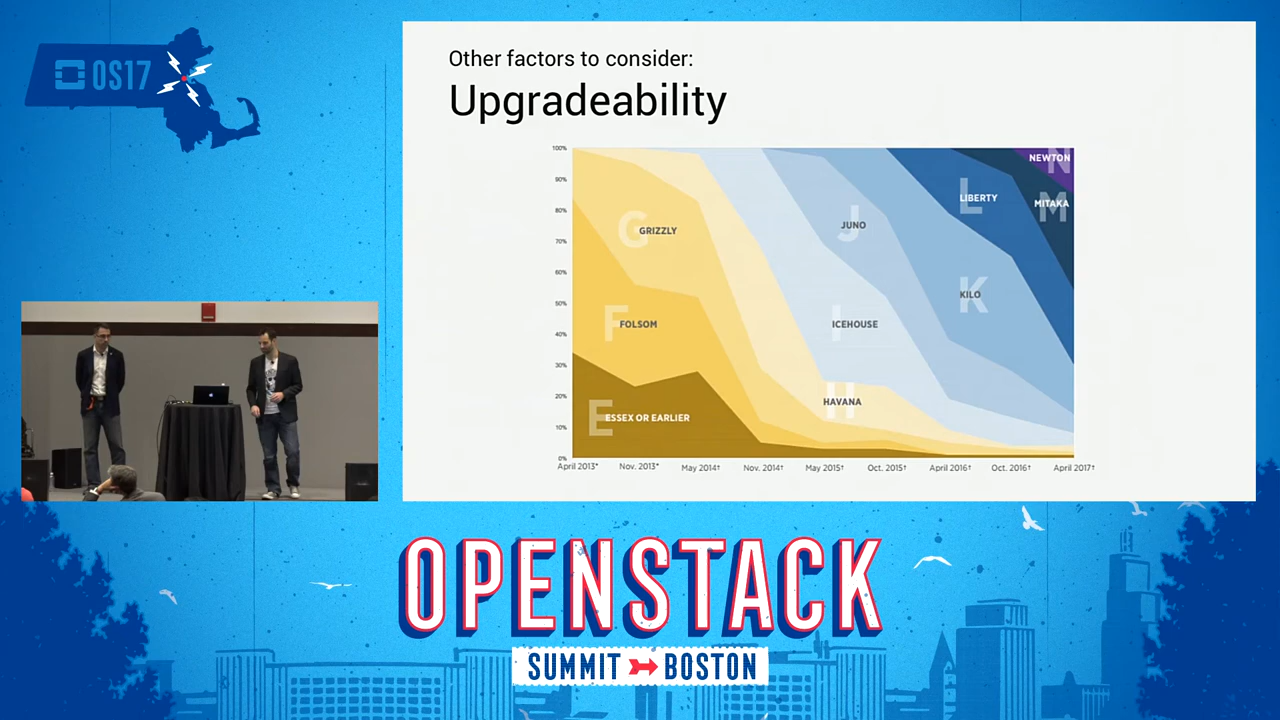 OS17
Other factors to consider:
Upgradeability
100%
90%
80%
70%
60%
50%
40%
30%
20%
10%
0%
N
NEWTON
L
LIBERTY
M
MITAKA
G
GRIZZLY
J
JUNO
K
KILO
F
FOLSOM
I
ICEHOUSE
H
HAVANA
E
ESSEX OR EARLIER
April 2013* Nov. 2013* May 2014† Nov. 2014† May 2015† Oct. 2015† April 2016† Oct. 2016† April 2017†
OPENSTACK
SUMMIT BOSTON